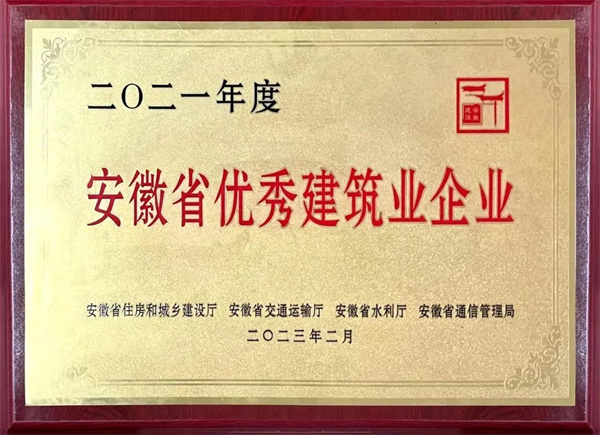 二〇二一年度
安徽省优秀建筑业企业
安徽省住房和城乡建设厅 安徽省交通运输厅 安徽省水利厅 安徽省通信管理局
二〇二三年二月